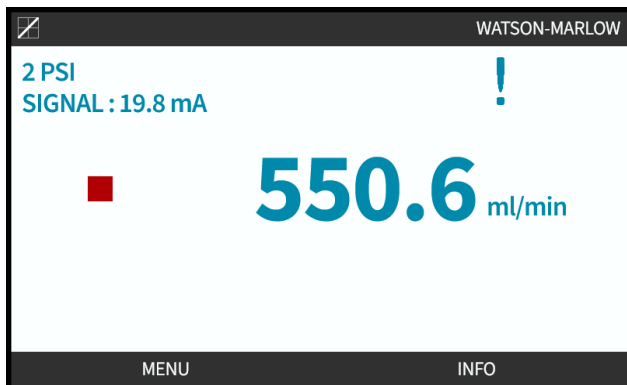 WATSON-MARLOW
2 PSI
SIGNAL : 19.8 mA
!
550.6 ml/min
MENU INFO